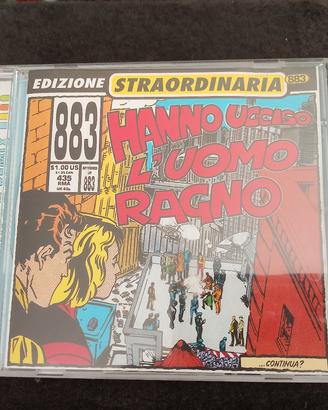 EDIZIONE STRAORDINARIA 883
883
$1.00 US
435
RMA
883
HANNO UCCISO
L'UOMO
RAGNO
...CONTINUA?